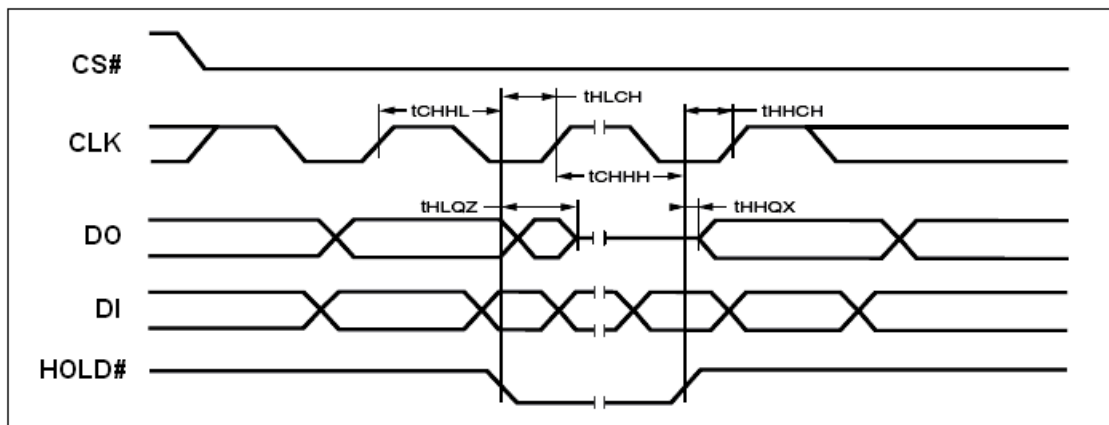 CS#
tHLCH
tHHCH
tCHHL
CLK
tCHHH
tHLQZ
tHHQX
DO
DI
HOLD#